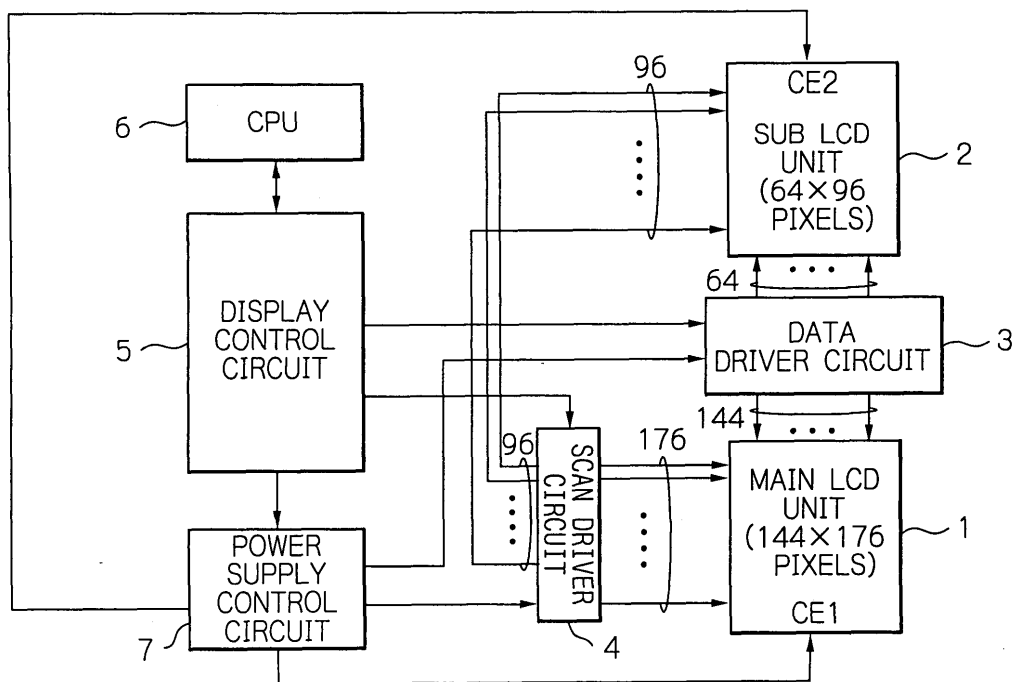 96
CE2
SUB LCD
UNIT
(64×96
PIXELS)
2
6
CPU
64
DISPLAY
CONTROL
CIRCUIT
5
DATA
DRIVER CIRCUIT
3
144
96
SCAN DRIVER
CIRCUIT
4
176
MAIN LCD
UNIT
(144×176
PIXELS)
CE1
1
POWER
SUPPLY
CONTROL
CIRCUIT
7